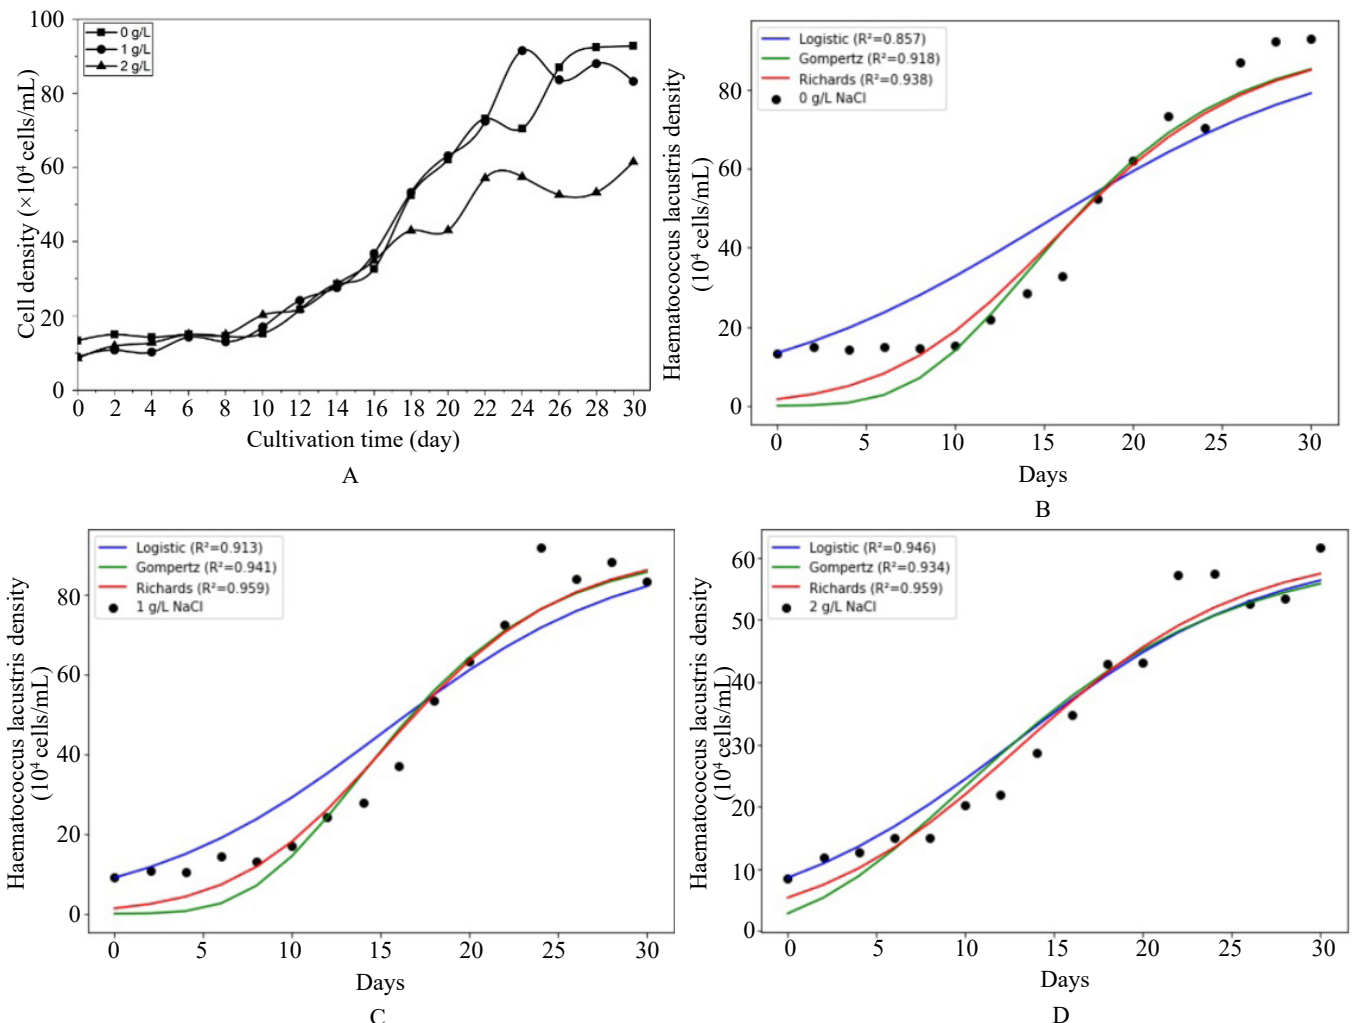 100
80
60
40
20
0
Cell density (×10⁴ cells/mL)
0 g/L
1 g/L
2 g/L
0 2 4 6 8 10 12 14 16 18 20 22 24 26 28 30
Cultivation time (day)
A
Haematococcus lacustris density
(10⁴ cells/mL)
80
60
40
20
0
Logistic (R²=0.857)
Gompertz (R²=0.918)
Richards (R²=0.938)
0 g/L NaCl
0 5 10 15 20 25 30
Days
B
Haematococcus lacustris density
(10⁴ cells/mL)
80
60
40
20
0
Logistic (R²=0.913)
Gompertz (R²=0.941)
Richards (R²=0.959)
1 g/L NaCl
0 5 10 15 20 25 30
Days
C
Haematococcus lacustris density
(10⁴ cells/mL)
60
50
40
30
20
10
0
Logistic (R²=0.946)
Gompertz (R²=0.934)
Richards (R²=0.959)
2 g/L NaCl
0 5 10 15 20 25 30
Days
D